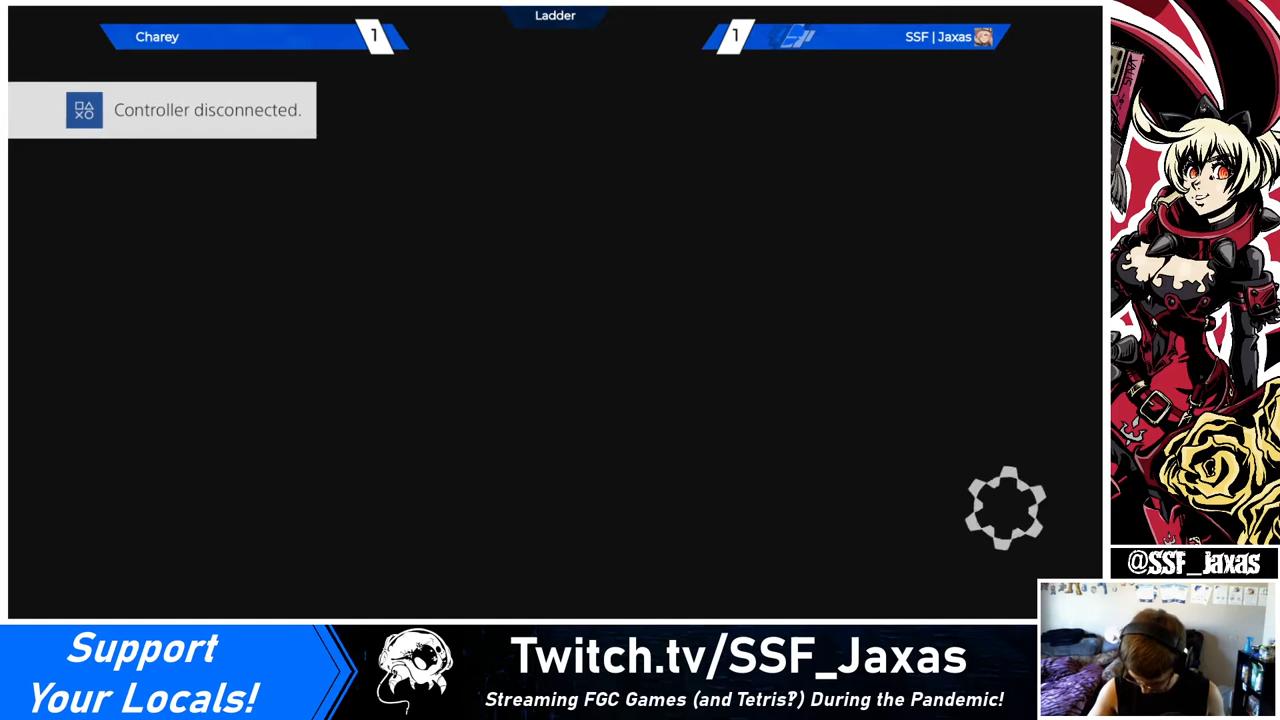 Ladder
Charey
1
1
SSF | Jaxas
Controller disconnected.
@SSF_Jaxas
Support
Your Locals!
Twitch.tv/SSF_Jaxas
Streaming FGC Games (and Tetris?) During the Pandemic!